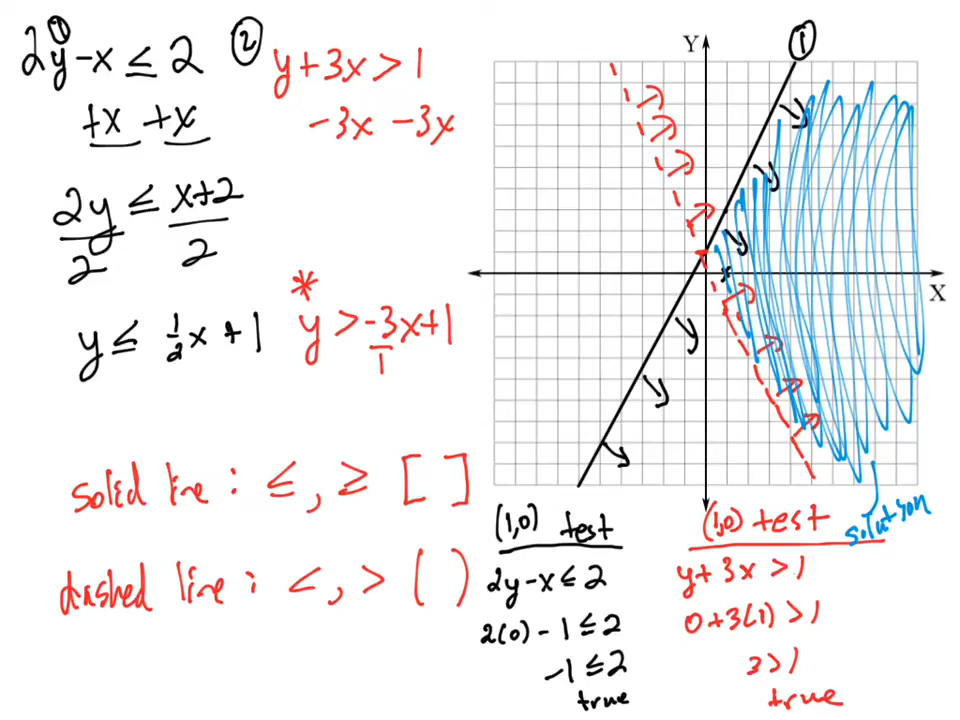 ① 2y-x ≤ 2
+x +x
2y/2 ≤ x+2/2
y ≤ 1/2 x + 1
② y+3x > 1
-3x -3x
*
y > -3/1 x+1
solid line : ≤ , ≥ [ ]
dashed line : < , > ( )
Y
①
X
solution
(1,0) test
2y-x ≤ 2
2(0) - 1 ≤ 2
-1 ≤ 2
true
(1,0) test
y+ 3x > 1
0+3(1) > 1
3 > 1
true